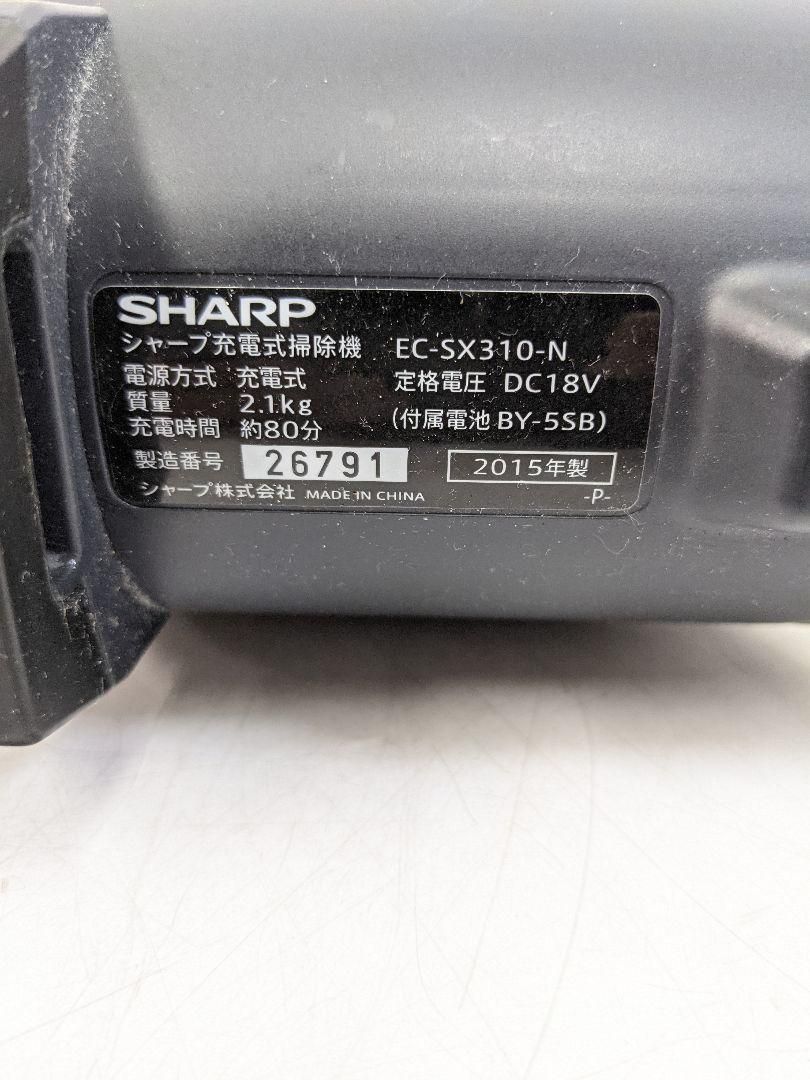 SHARP
シャープ充電式掃除機 EC-SX310-N
電源方式 充電式 定格電圧 DC18V
質量 2.1kg (付属電池 BY-5SB)
充電時間 約80分
製造番号 26791 2015年製
シャープ株式会社 MADE IN CHINA -P-